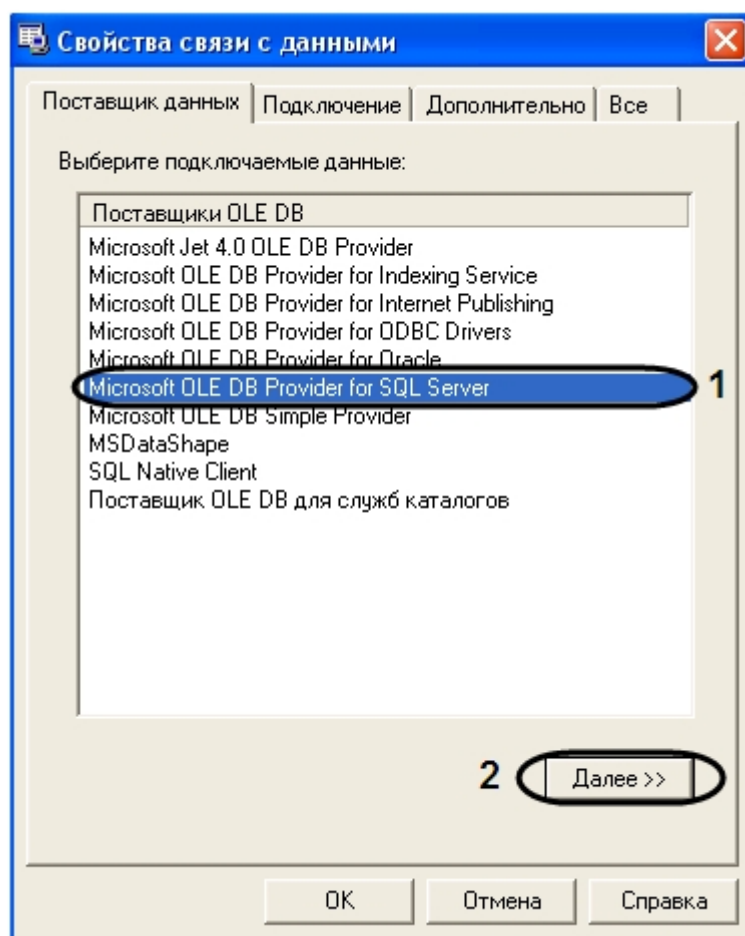 Свойства связи с данными
Поставщик данных Подключение Дополнительно Все
Выберите подключаемые данные:
Поставщики OLE DB
Microsoft Jet 4.0 OLE DB Provider
Microsoft OLE DB Provider for Indexing Service
Microsoft OLE DB Provider for Internet Publishing
Microsoft OLE DB Provider for ODBC Drivers
Microsoft OLE DB Provider for Oracle
Microsoft OLE DB Provider for SQL Server 1
Microsoft OLE DB Simple Provider
MSDataShape
SQL Native Client
Поставщик OLE DB для служб каталогов
2 Далее >>
OK Отмена Справка